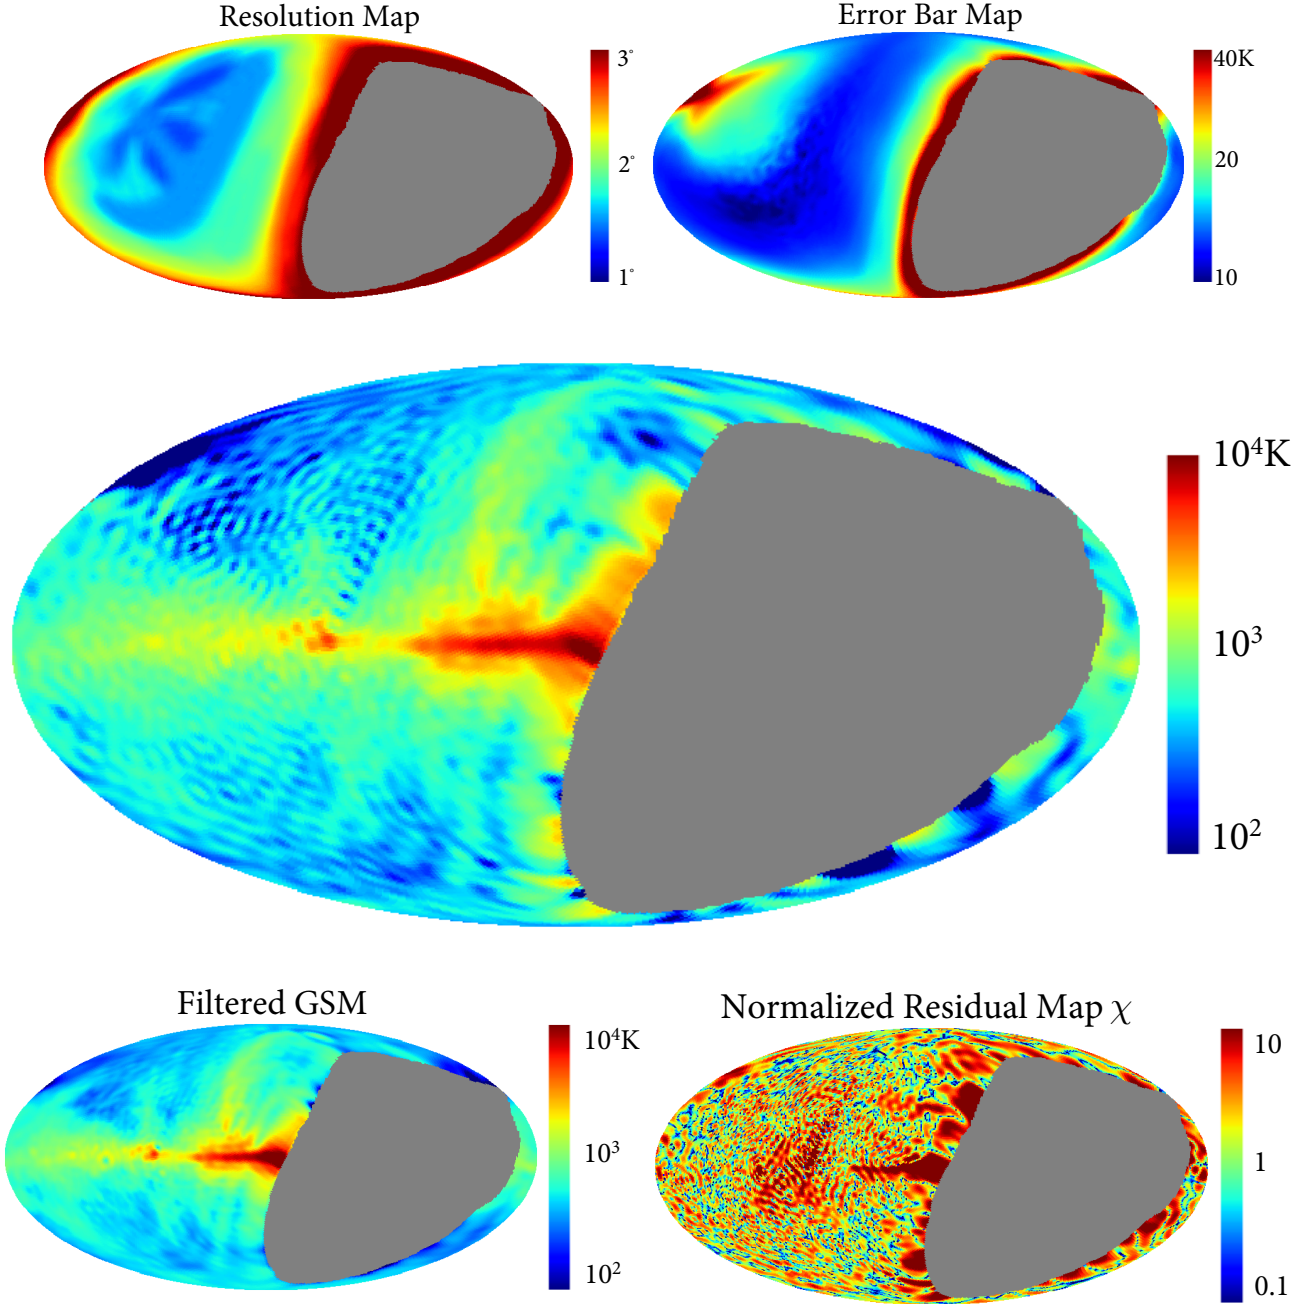 Resolution Map
3°
2°
1°
Error Bar Map
40K
20
10
10⁴K
10³
10²
Filtered GSM
10⁴K
10³
10²
Normalized Residual Map χ
10
1
0.1